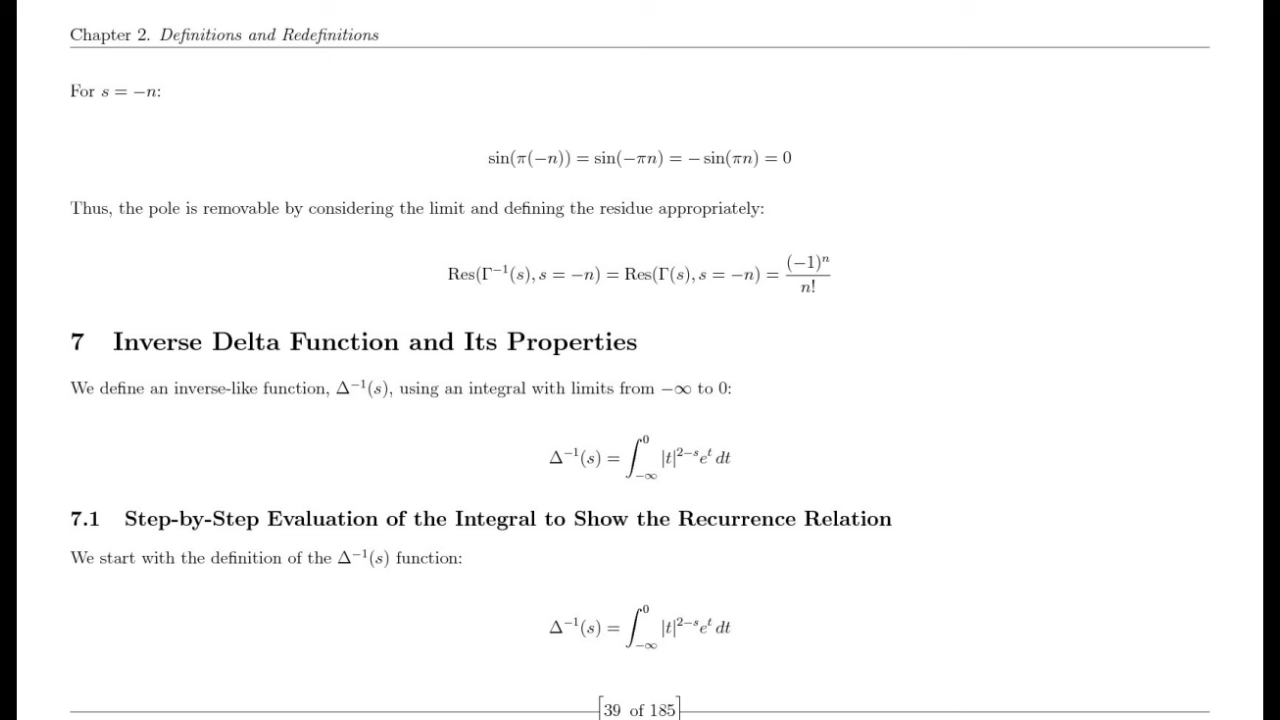 Chapter 2. Definitions and Redefinitions
For s = −n:
sin(π(−n)) = sin(−πn) = − sin(πn) = 0
Thus, the pole is removable by considering the limit and defining the residue appropriately:
Res(Γ⁻¹(s), s = −n) = Res(Γ(s), s = −n) = (−1)ⁿ / n!
7 Inverse Delta Function and Its Properties
We define an inverse-like function, Δ⁻¹(s), using an integral with limits from −∞ to 0:
Δ⁻¹(s) = ∫_{−∞}^{0} |t|^{2−s} e^t dt
7.1 Step-by-Step Evaluation of the Integral to Show the Recurrence Relation
We start with the definition of the Δ⁻¹(s) function:
Δ⁻¹(s) = ∫_{−∞}^{0} |t|^{2−s} e^t dt
[39 of 185]